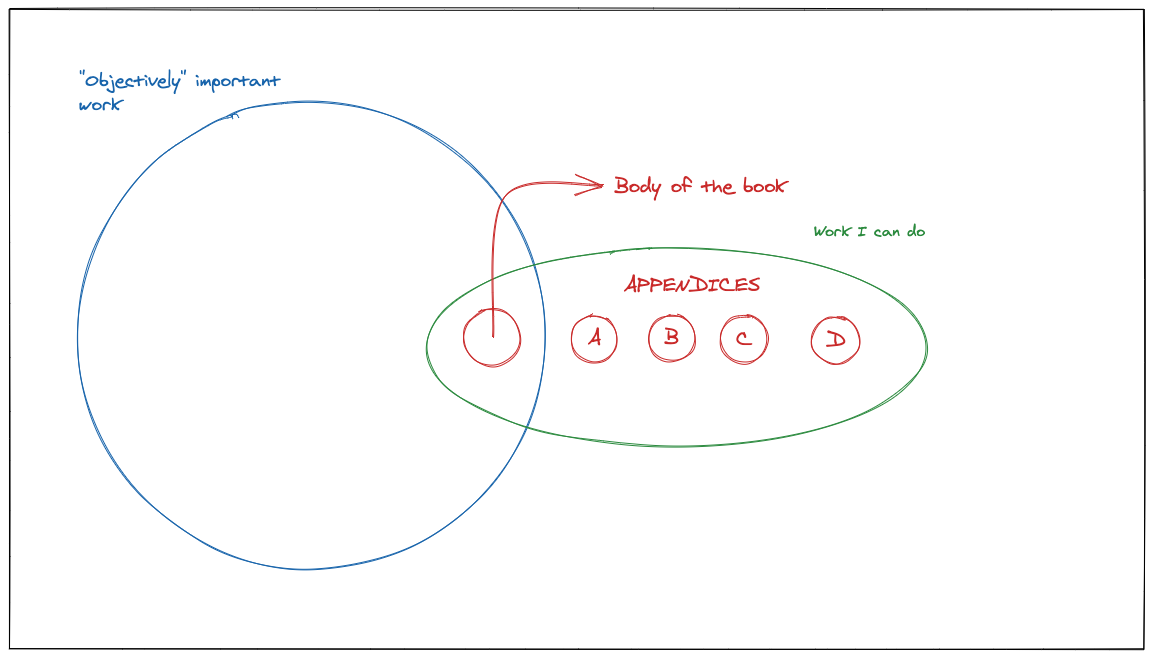 "Objectively" important
work
Body of the book
Work I can do
APPENDICES
A B C D